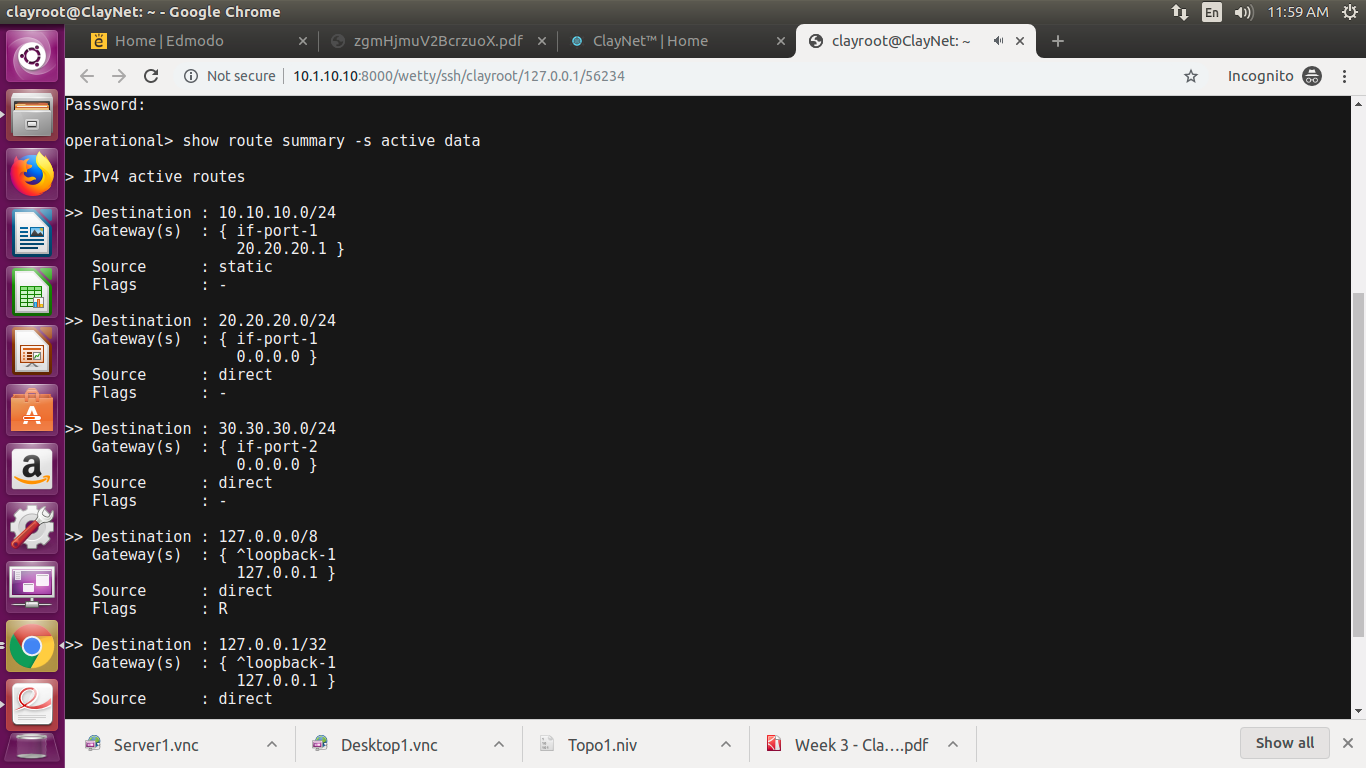 clayroot@ClayNet: ~ - Google Chrome
En
11:59 AM
Home | Edmodo
zgmHjmuV2BcrzuoX.pdf
ClayNet™ | Home
clayroot@ClayNet: ~
Not secure
10.1.10.10:8000/wetty/ssh/clayroot/127.0.0.1/56234
Incognito
Password:
operational> show route summary -s active data
> IPv4 active routes
>> Destination : 10.10.10.0/24
Gateway(s)  : { if-port-1
20.20.20.1 }
Source      : static
Flags       : -
>> Destination : 20.20.20.0/24
Gateway(s)  : { if-port-1
0.0.0.0 }
Source      : direct
Flags       : -
>> Destination : 30.30.30.0/24
Gateway(s)  : { if-port-2
0.0.0.0 }
Source      : direct
Flags       : -
>> Destination : 127.0.0.0/8
Gateway(s)  : { ^loopback-1
127.0.0.1 }
Source      : direct
Flags       : R
>> Destination : 127.0.0.1/32
Gateway(s)  : { ^loopback-1
127.0.0.1 }
Source      : direct
Server1.vnc
Desktop1.vnc
Topo1.niv
Week 3 - Cla....pdf
Show all